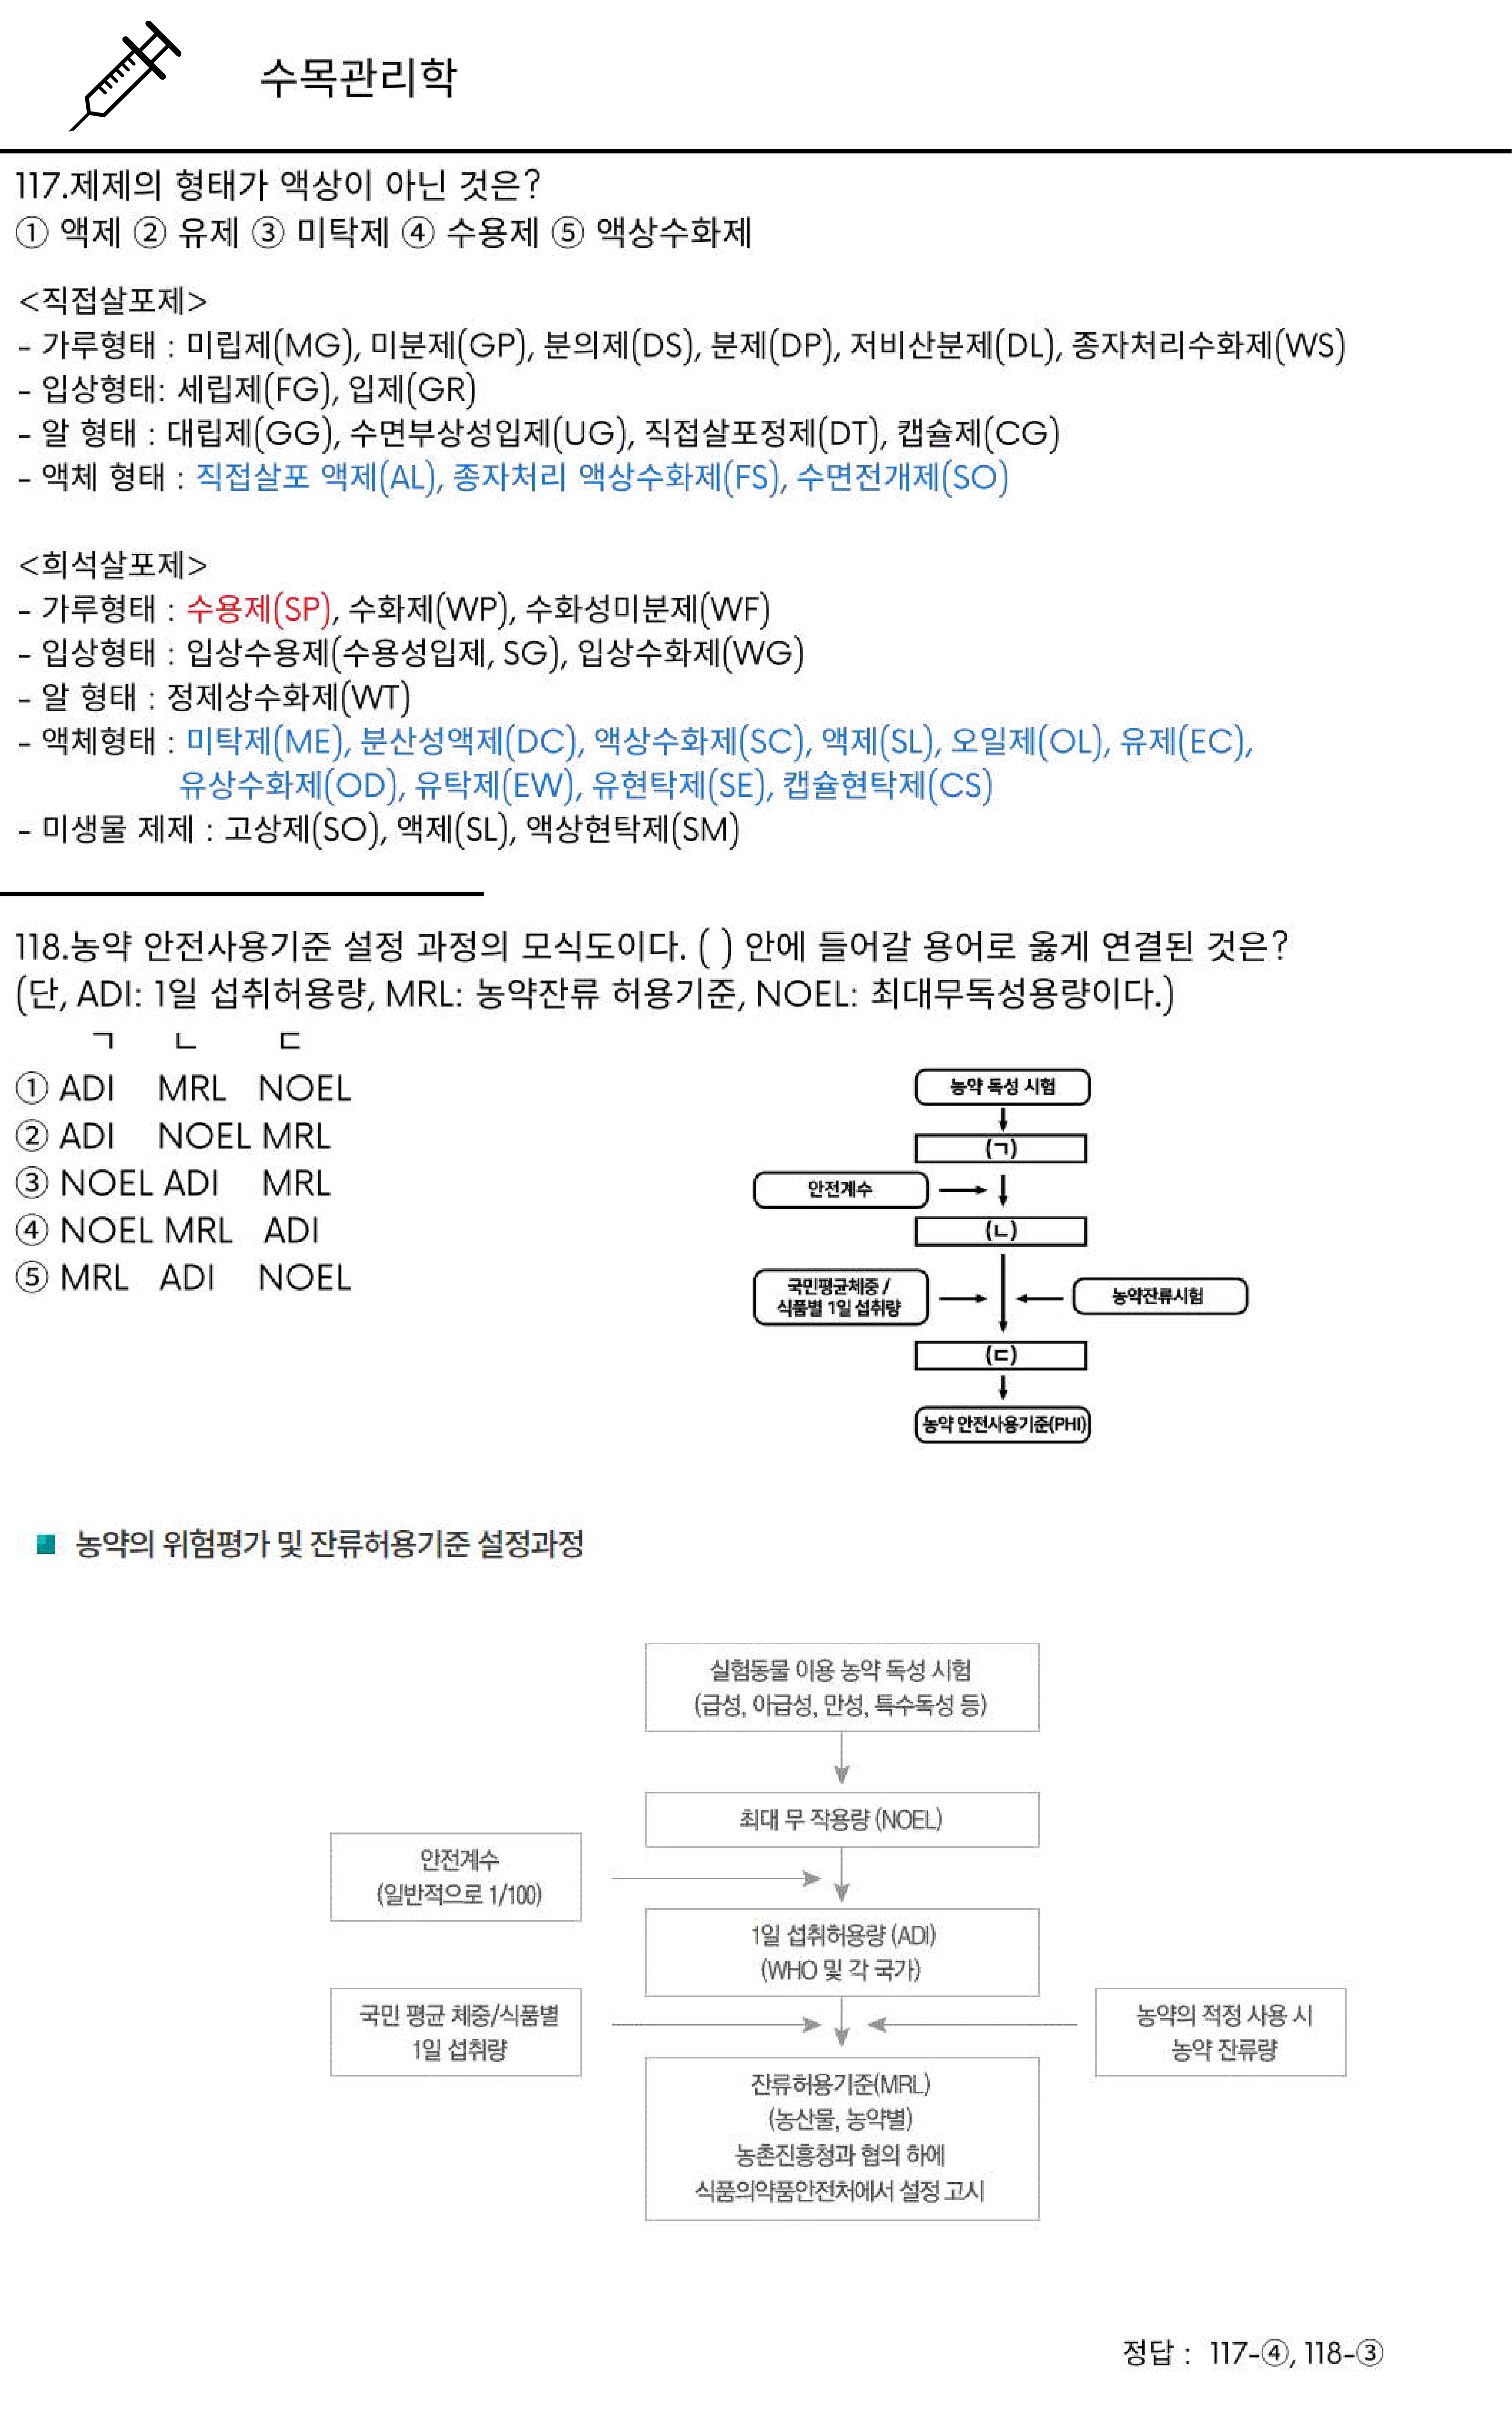 수목관리학
117.제제의 형태가 액상이 아닌 것은?
① 액제 ② 유제 ③ 미탁제 ④ 수용제 ⑤ 액상수화제
<직접살포제>
- 가루형태 : 미립제(MG), 미분제(GP), 분의제(DS), 분제(DP), 저비산분제(DL), 종자처리수화제(WS)
- 입상형태: 세립제(FG), 입제(GR)
- 알 형태 : 대립제(GG), 수면부상성입제(UG), 직접살포정제(DT), 캡슐제(CG)
- 액체 형태 : 직접살포 액제(AL), 종자처리 액상수화제(FS), 수면전개제(SO)
<희석살포제>
- 가루형태 : 수용제(SP), 수화제(WP), 수화성미분제(WF)
- 입상형태 : 입상수용제(수용성입제, SG), 입상수화제(WG)
- 알 형태 : 정제상수화제(WT)
- 액체형태 : 미탁제(ME), 분산성액제(DC), 액상수화제(SC), 액제(SL), 오일제(OL), 유제(EC),
유상수화제(OD), 유탁제(EW), 유현탁제(SE), 캡슐현탁제(CS)
- 미생물 제제 : 고상제(SO), 액제(SL), 액상현탁제(SM)
118.농약 안전사용기준 설정 과정의 모식도이다. ( ) 안에 들어갈 용어로 옳게 연결된 것은?
(단, ADI: 1일 섭취허용량, MRL: 농약잔류 허용기준, NOEL: 최대무독성용량이다.)
ㄱ ㄴ ㄷ
① ADI MRL NOEL
② ADI NOEL MRL
③ NOEL ADI MRL
④ NOEL MRL ADI
⑤ MRL ADI NOEL
농약 독성 시험
(ㄱ)
안전계수
(ㄴ)
국민평균체중 /
식품별 1일 섭취량
농약잔류시험
(ㄷ)
농약 안전사용기준(PHI)
농약의 위험평가 및 잔류허용기준 설정과정
실험동물 이용 농약 독성 시험
(급성, 아급성, 만성, 특수독성 등)
최대 무 작용량 (NOEL)
안전계수
(일반적으로 1/100)
1일 섭취허용량 (ADI)
(WHO 및 각 국가)
국민 평균 체중/식품별
1일 섭취량
농약의 적정 사용 시
농약 잔류량
잔류허용기준(MRL)
(농산물, 농약별)
농촌진흥청과 협의 하에
식품의약품안전처에서 설정 고시
정답 : 117-④, 118-③